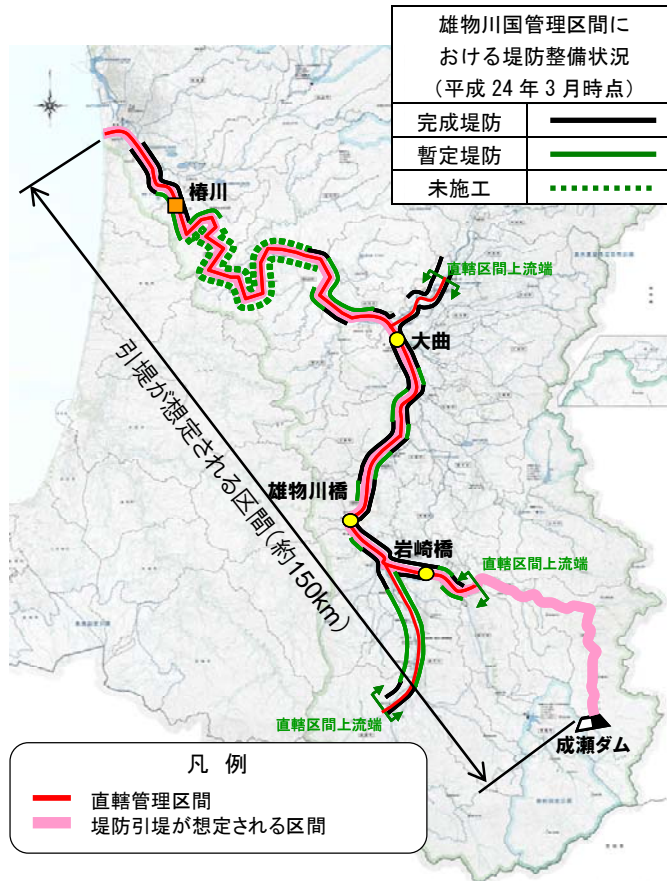 雄物川国管理区間に
おける堤防整備状況
（平成 24 年 3 月時点）
完成堤防
暫定堤防
未施工
椿川
直轄区間上流端
大曲
引堤が想定される区間（約150km）
雄物川橋
岩崎橋
直轄区間上流端
直轄区間上流端
成瀬ダム
凡 例
直轄管理区間
堤防引堤が想定される区間